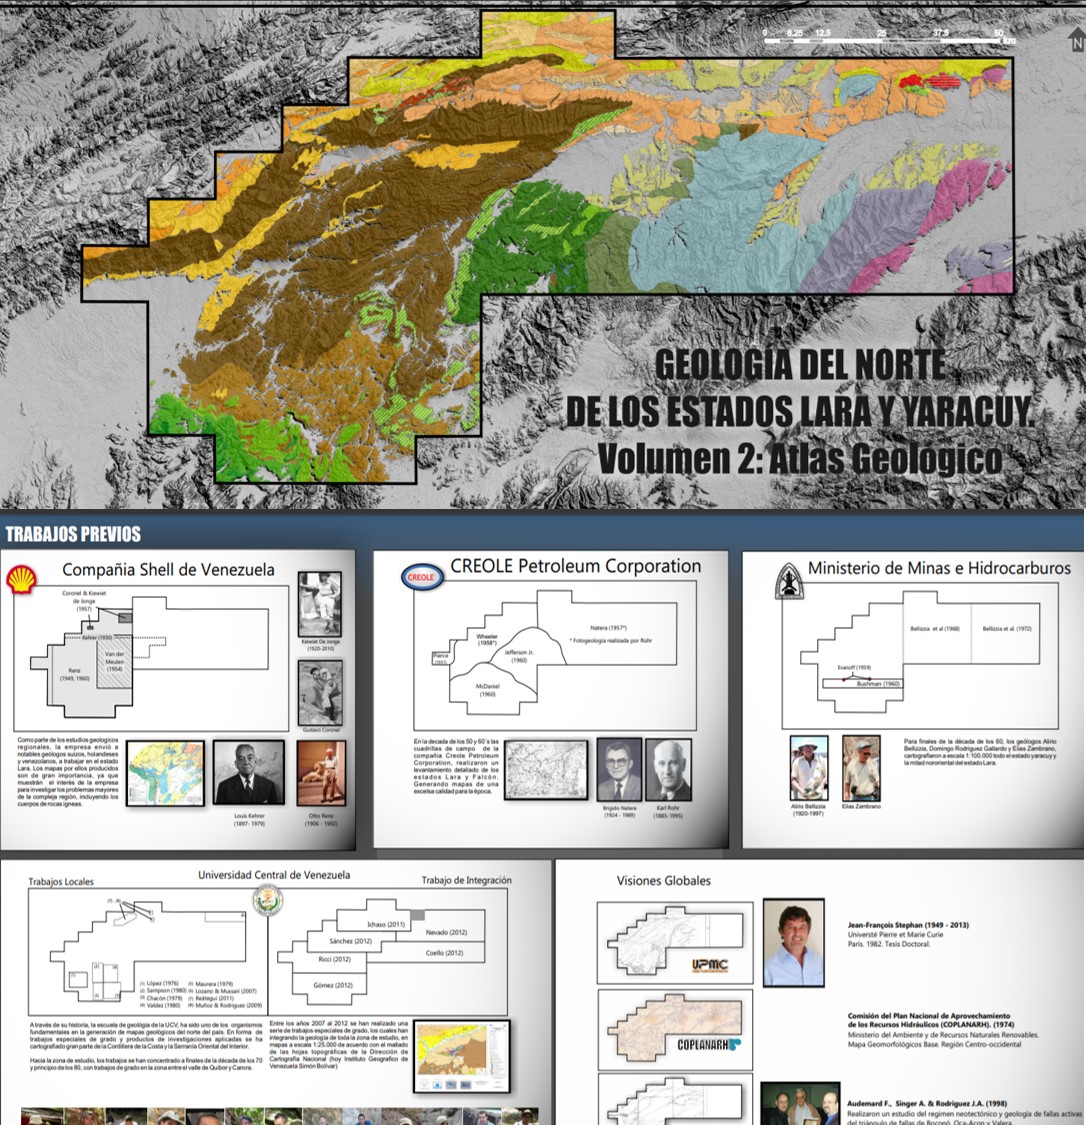 0 6.25 12.5 25 37.5 50
km
N
GEOLOGÍA DEL NORTE
DE LOS ESTADOS LARA Y YARACUY.
Volumen 2: Atlas Geológico
TRABAJOS PREVIOS
Compañia Shell de Venezuela
Coronel & Kiewiet
de Jonge
(1957)
Kehrer (1930)
Van der
Meulen
(1954)
Renz
(1949, 1960)
Keiwiet De Jonge
(1920-2010)
Gustavo Coronel
Como parte de los estudios geologicos
regionales, la empresa envió a
notables geólogos suizos, holandeses
y venezolanos, a trabajar en el estado
Lara. Los mapas por ellos producidos
son de gran importancia, ya que
muestran el interés de la empresa
para investigar los problemas mayores
de la compleja región, incluyendo los
cuerpos de rocas igneas.
Louis Kehrer
(1897- 1979)
Otto Renz
(1906 - 1992)
CREOLE
CREOLE Petroleum Corporation
Natera (1957*)
* Fotogeología realizada por Rohr
Wheeler
(1958*)
Jefferson Jr.
(1960)
Pierce
McDaniel
(1960)
En la decada de los 50 y 60´s las
cuadrillas de campo de la
compañia Creole Petroleum
Corporation, realizaron un
levantamiento detallado de los
estados Lara y Falcón.
Generando mapas de una
excelsa calidad para la época.
Brigido Natera
(1924 - 1989)
Karl Rohr
(1885-1995)
Ministerio de Minas e Hidrocarburos
Bellizzia et al (1968)
Bellizzia et al. (1972)
Evanoff (1959)
Bushman (1960)
Alirio Bellizzia
(1920-1997)
Elias Zambrano
Para finales de la década de los 60, los geólogos Alirio
Bellizzia, Domingo Rodriguez Gallardo y Elías Zambrano,
cartografiaron a escala 1:100.000 todo el estado yaracuy y
la mitad nororiental del estado Lara.
Trabajos Locales
Universidad Central de Venezuela
Trabajo de Integración
(1) López (1976)
(2) Sampson (1980)
(3) Chacón (1979)
(4) Valdez (1980)
(5) Maurera (1979)
(6) Lozano & Mussari (2007)
(7) Reátegui (2011)
(8) Muñoz & Rodriguez (2009)
Ichaso (2011)
Nevado (2012)
Sánchez (2012)
Coello (2012)
Ricci (2012)
Gómez (2012)
A través de su historia, la escuela de geología de la UCV, ha sido uno de los organismos
fundamentales en la generación de mapas geológicos del norte del país. En forma de
trabajos especiales de grado y productos de investigaciones aplicadas se ha
cartografiado gran parte de la Cordillera de la Costa y la Serranía Oriental del Interior.
Hacia la zona de estudio, los trabajos se han concentrado a finales de la década de los 70
y principio de los 80, con trabajos de grado en la zona entre el valle de Quibor y Carora.
Entre los años 2007 al 2012 se han realizado una
serie de trabajos especiales de grado, los cuales han
integrando la geología de toda la zona de estudio, en
mapas a escala 1:25.000 de acuerdo con el mallado
de las hojas topográficas de la Dirección de
Cartografía Nacional (hoy Instituto Geografico de
Venezuela Simón Bolívar)
Visiones Globales
UPMC
Jean-François Stephan (1949 - 2013)
Université Pierre et Marie Curie
Paris. 1982. Tesis Doctoral.
COPLANARH
Comisión del Plan Nacional de Aprovechamiento
de los Recursos Hidráulicos (COPLANARH). (1974)
Ministerio del Ambiente y de Recursos Naturales Renovables.
Mapa Geomorfológicos Base. Región Centro-occidental
Audemard F., Singer A. & Rodriguez J.A. (1998)
Realizaron un estudio del regimen neotectónico y geología de fallas activas
del triángulo de fallas de Boconó, Oca-Ancon y Valera.